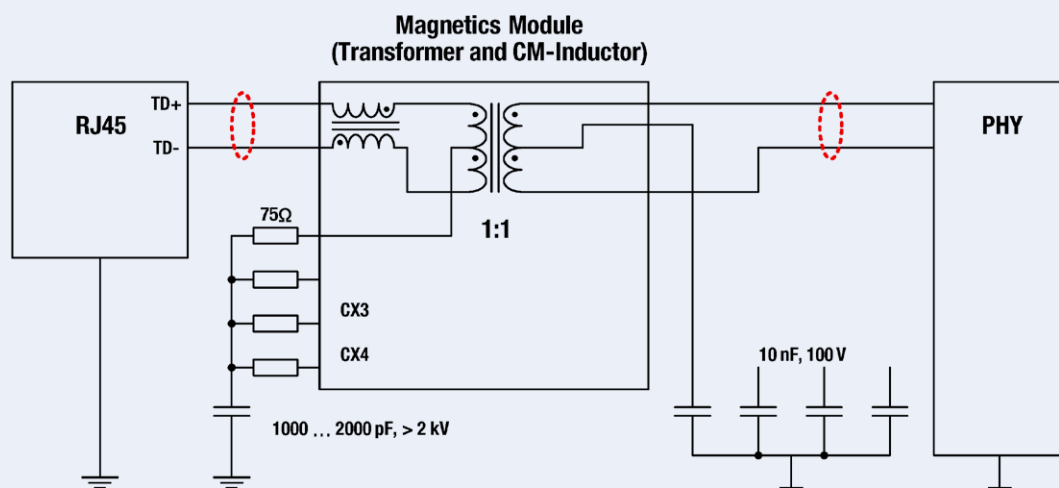 Magnetics Module
(Transformer and CM-Inductor)
TD+
RJ45
PHY
TD-
75Ω
1:1
CX3
CX4
10 nF, 100 V
1000 ... 2000 pF, > 2 kV